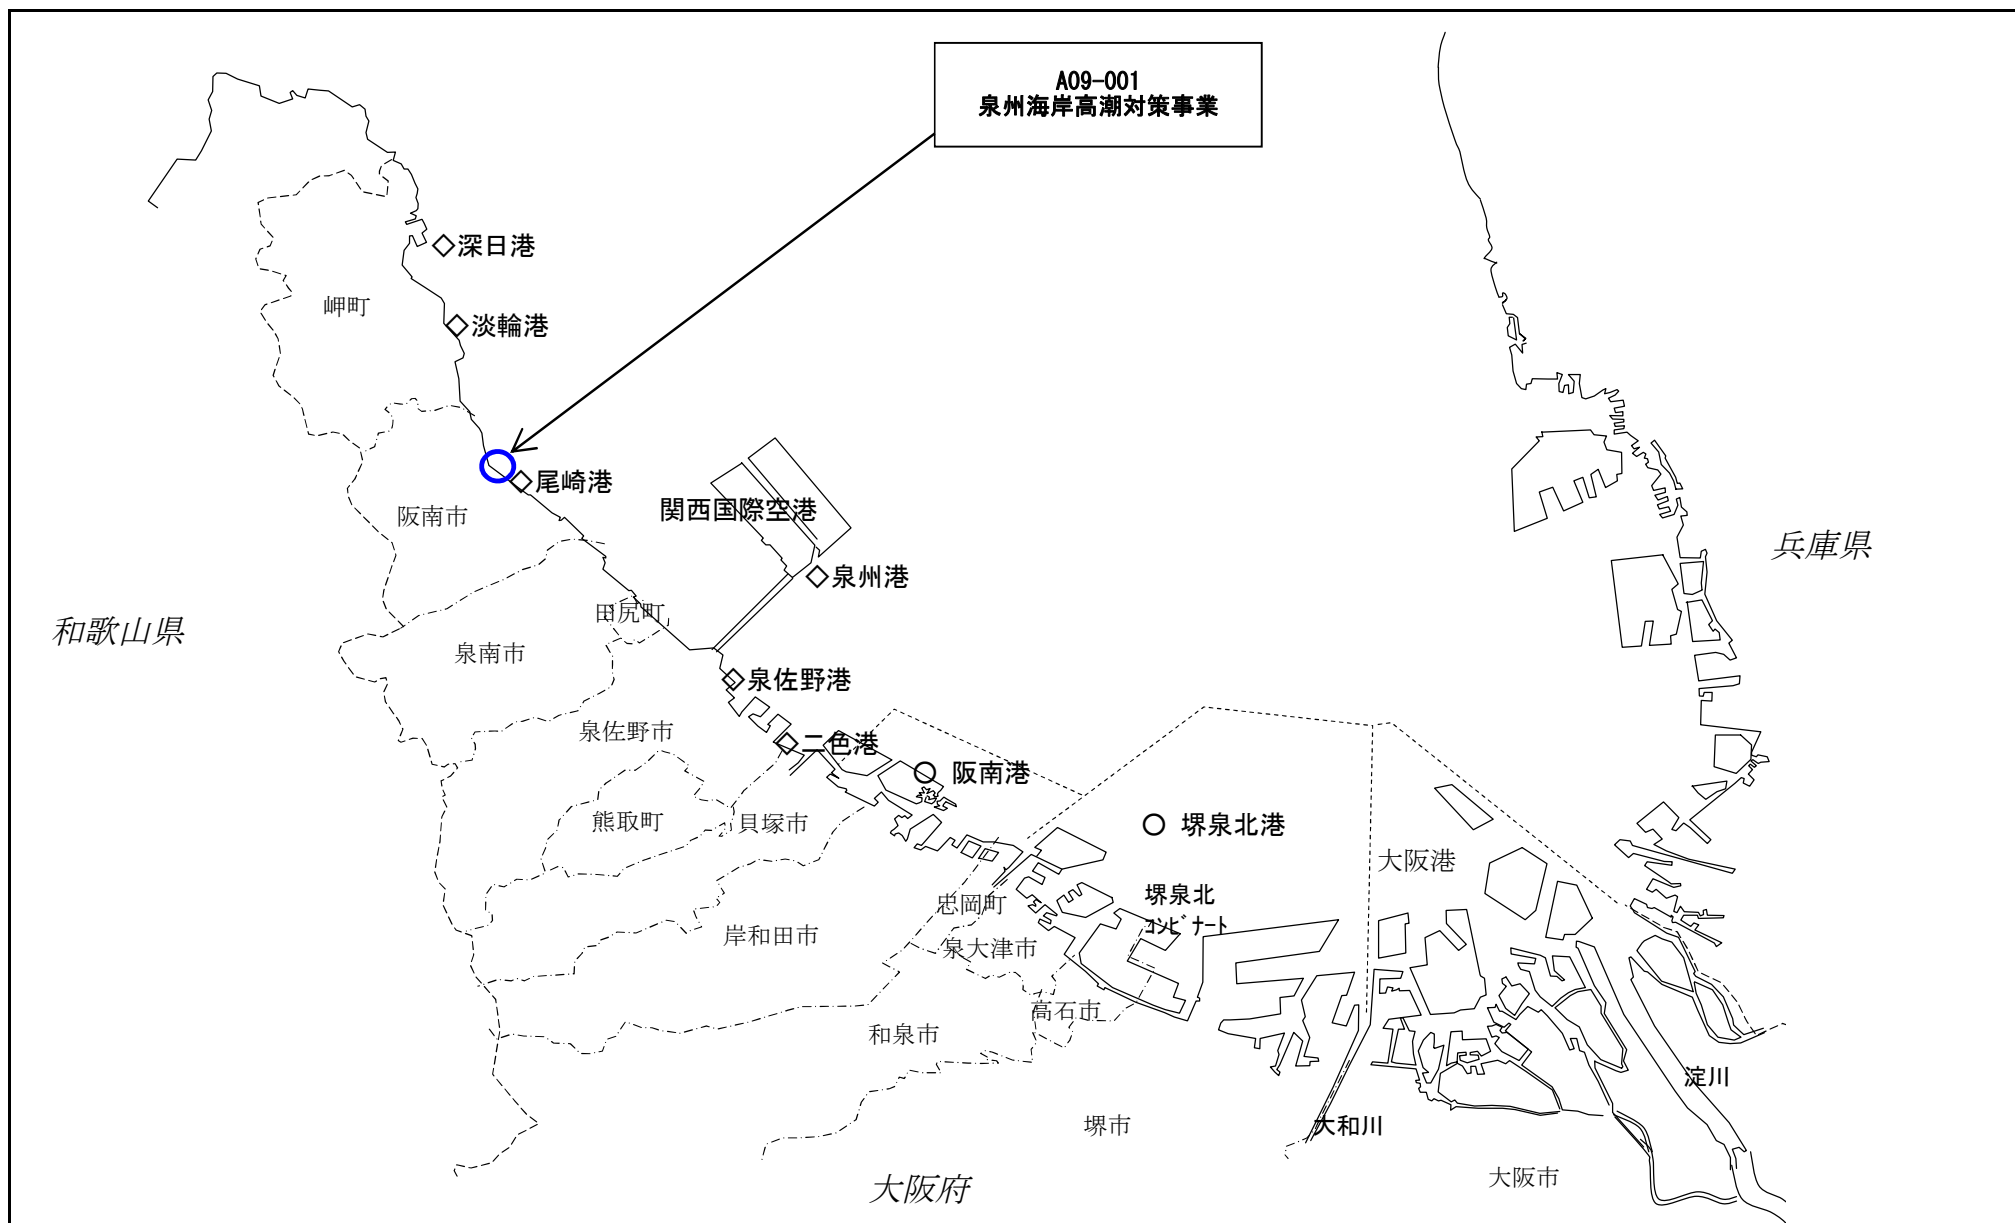 A09-001
泉州海岸高潮対策事業
◇深日港
岬町
◇淡輪港
◇尾崎港
関西国際空港
阪南市
兵庫県
◇泉州港
田尻町
和歌山県
泉南市
◇泉佐野港
泉佐野市
◇二色港
○ 阪南港
熊取町
貝塚市
○ 堺泉北港
大阪港
堺泉北
ｺﾝﾋﾞﾅｰﾄ
忠岡町
岸和田市
泉大津市
高石市
和泉市
淀川
堺市
大和川
大阪市
大阪府